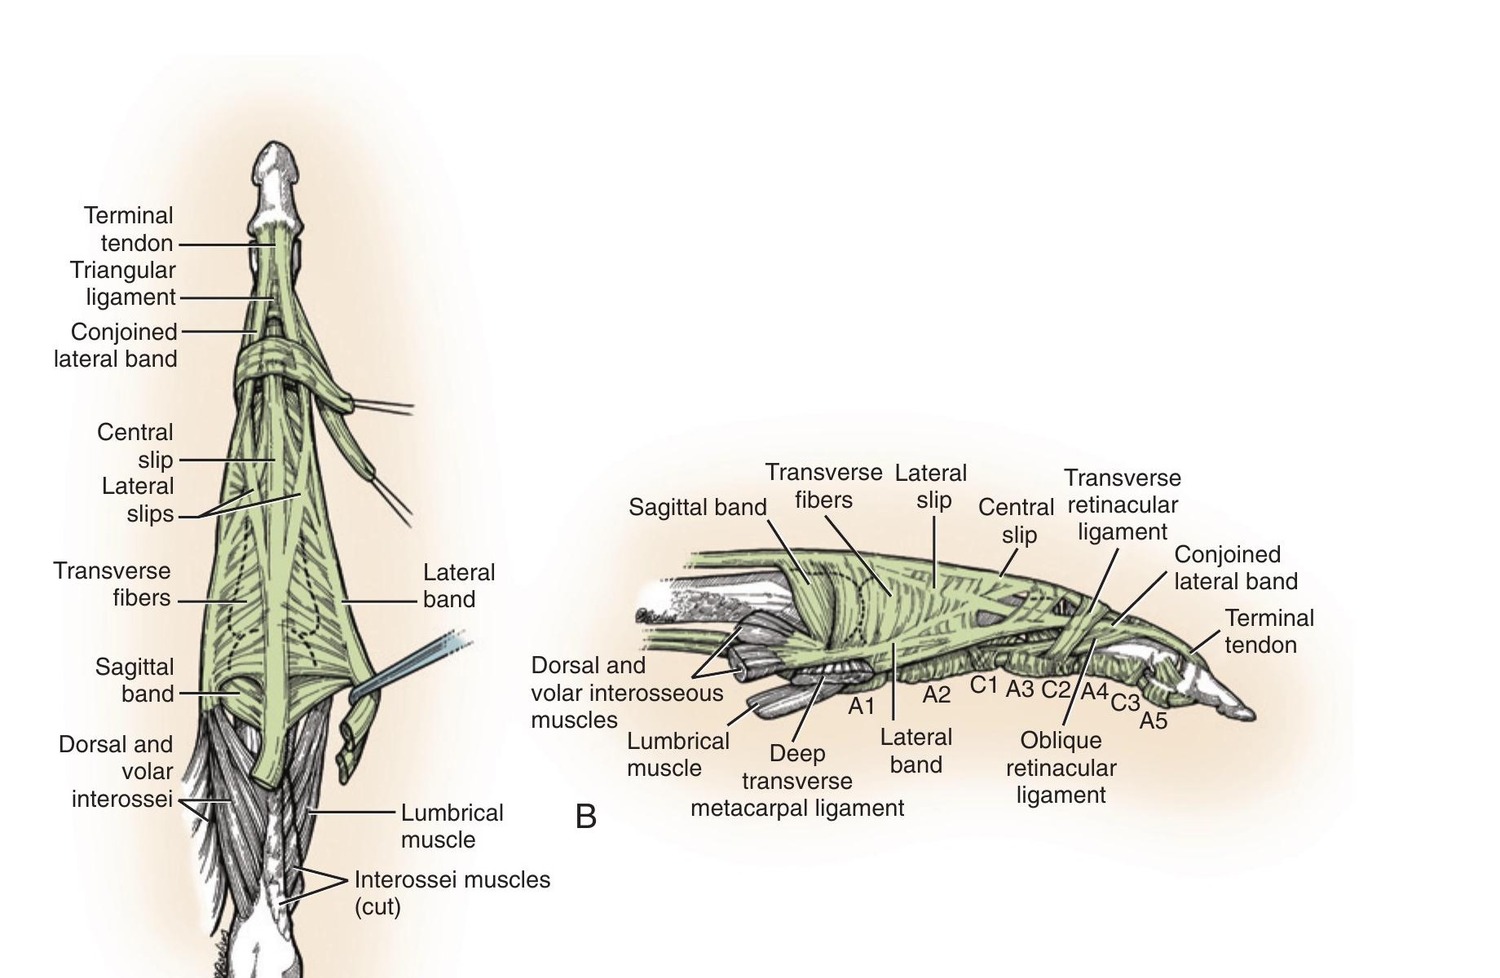 Terminal
tendon
Triangular
ligament
Conjoined
lateral band
Central
slip
Lateral
slips
Transverse
fibers
Lateral
band
Sagittal
band
Dorsal and
volar
interossei
Lumbrical
muscle
Interossei muscles
(cut)
B
Sagittal band
Transverse
fibers
Lateral
slip
Central
slip
Transverse
retinacular
ligament
Conjoined
lateral band
Terminal
tendon
Dorsal and
volar interosseous
muscles
Lumbrical
muscle
Deep
transverse
metacarpal ligament
A1
Lateral
band
A2
C1
A3
C2
A4
C3
A5
Oblique
retinacular
ligament